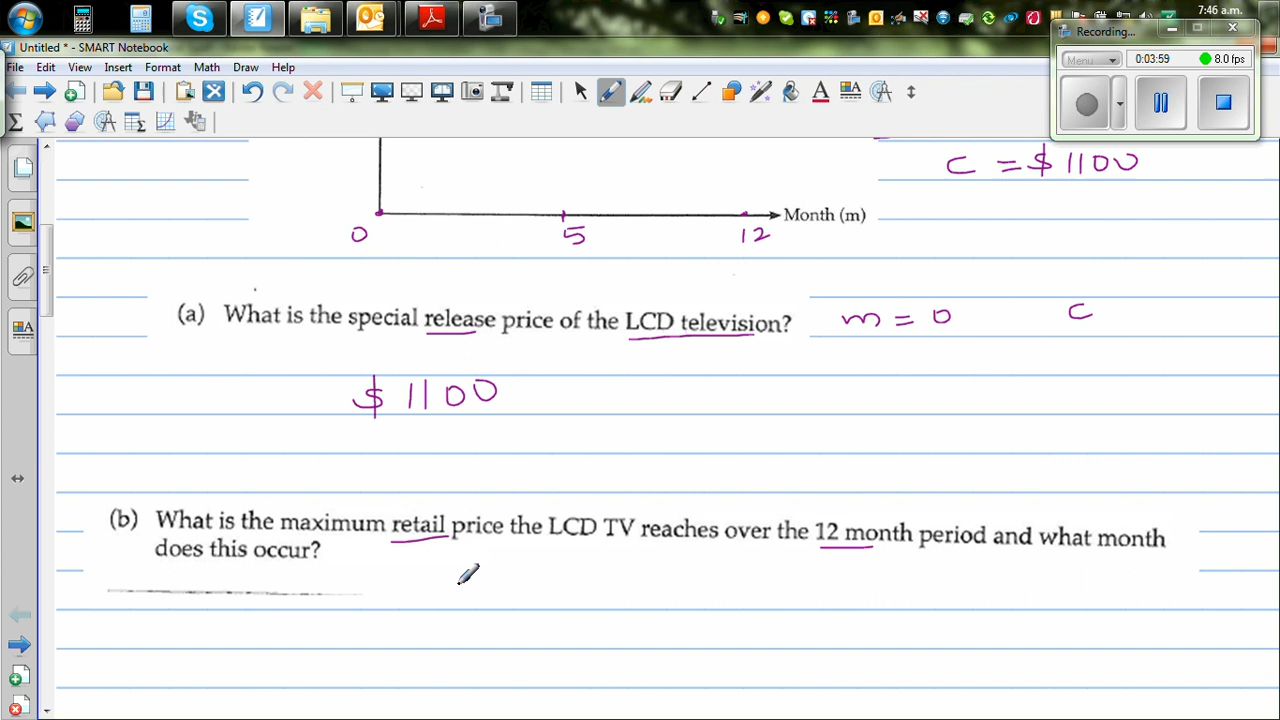 7:46 a.m.
Untitled * - SMART Notebook
Recording...
File Edit View Insert Format Math Draw Help
Menu 0:03:59 8.0 fps
C = $1100
Month (m)
0 5 12
(a) What is the special release price of the LCD television? m = 0 C
$1100
(b) What is the maximum retail price the LCD TV reaches over the 12 month period and what month
does this occur?